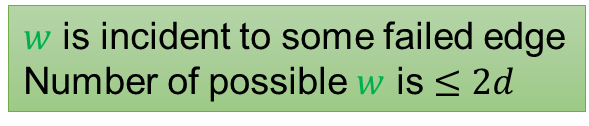 w is incident to some failed edge
Number of possible w is ≤ 2d